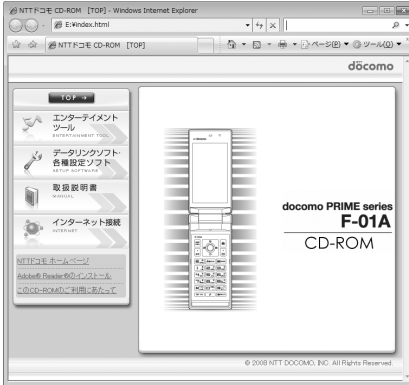 NTTドコモ CD-ROM [TOP] - Windows Internet Explorer
E:¥index.html
NTTドコモ CD-ROM [TOP]
ページ(P)
ツール(O)
döcomo
TOP
エンターテイメント
ツール
ENTERTAINMENT TOOL
データリンクソフト・
各種設定ソフト
SETUP SOFTWARE
取扱説明書
MANUAL
インターネット接続
INTERNET
NTTドコモ ホームページ
Adobe® Reader®のインストール
このCD-ROMのご利用にあたって
docomo PRIME series
F-01A
CD-ROM
© 2008 NTT DOCOMO, INC. All Rights Reserved.